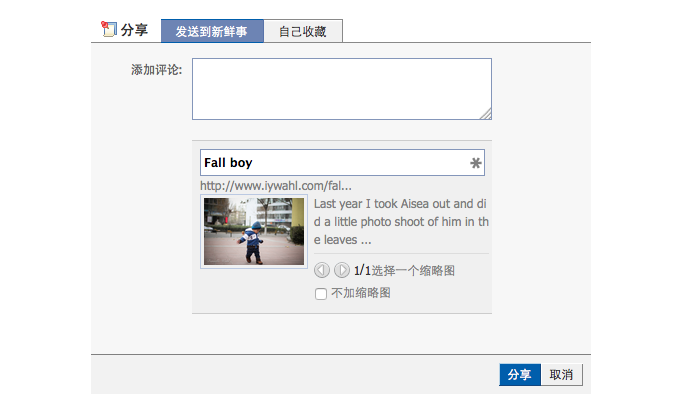 分享 发送到新鲜事 自己收藏
添加评论:
Fall boy
http://www.iywahl.com/fal...
Last year I took Aisea out and di
d a little photo shoot of him in th
e leaves ...
1/1选择一个缩略图
不加缩略图
分享 取消